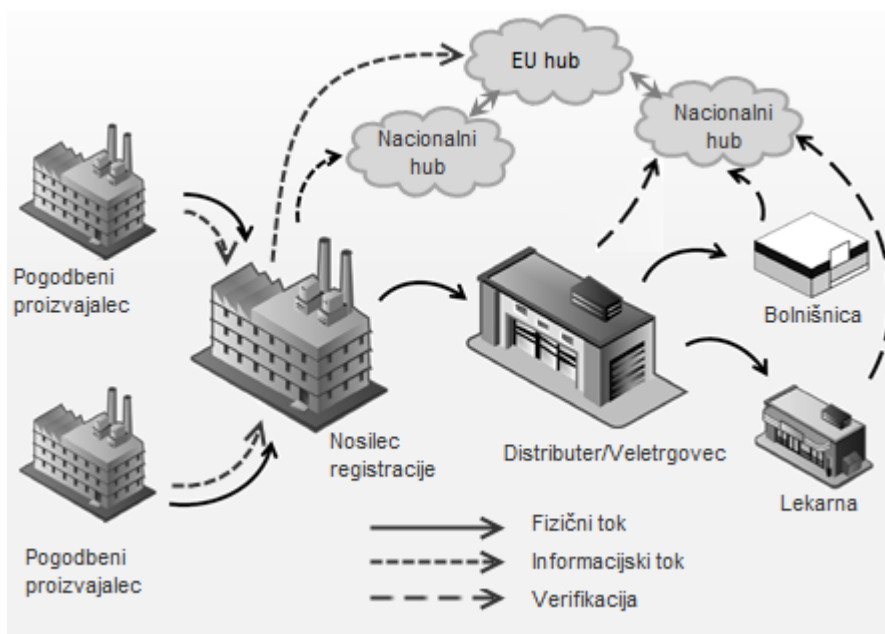 EU hub
Nacionalni
hub
Nacionalni
hub
Pogodbeni
proizvajalec
Bolnišnica
Nosilec
registracije
Distributer/Veletrgovec
Lekarna
Pogodbeni
proizvajalec
Fizični tok
Informacijski tok
Verifikacija